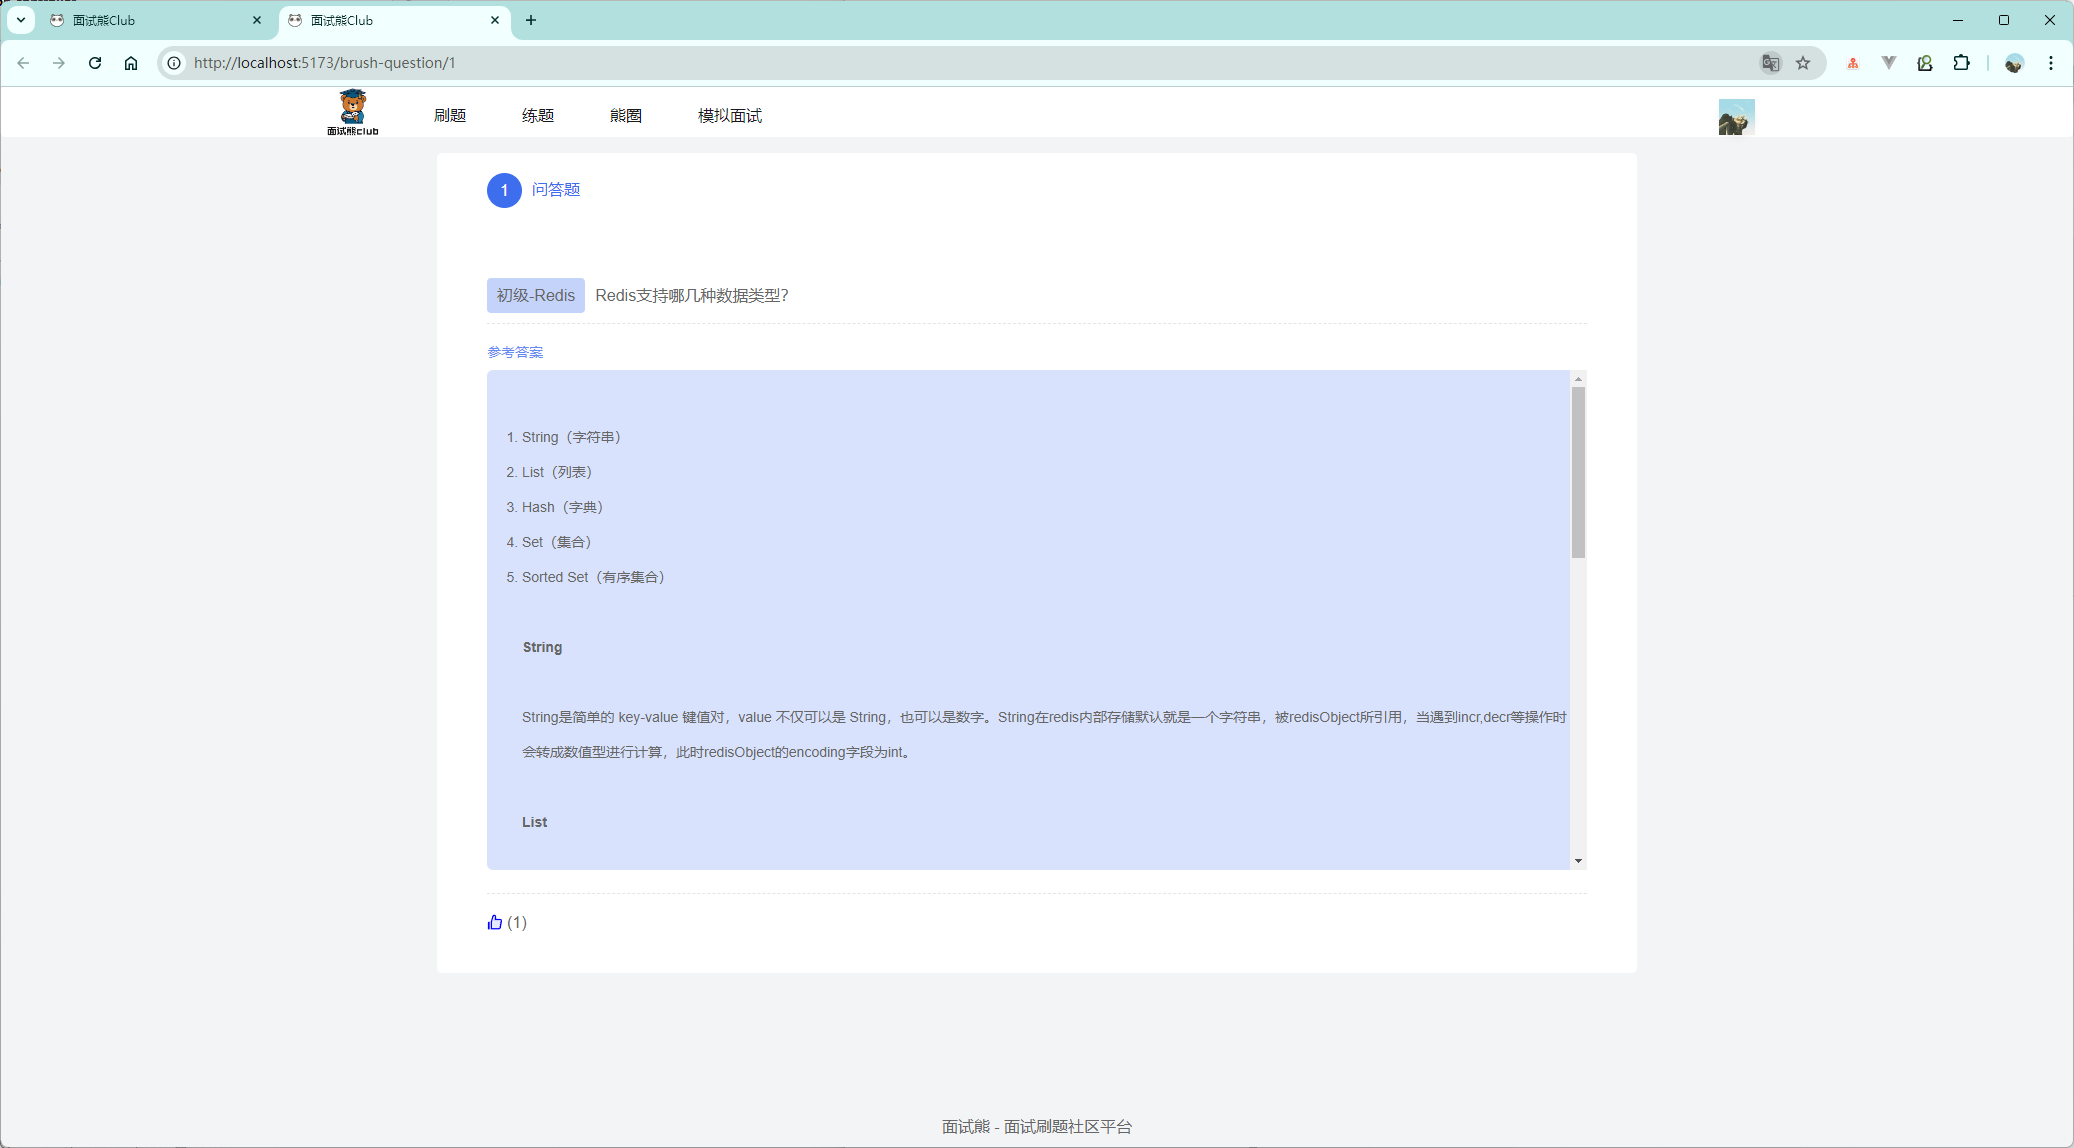 面试熊Club
面试熊Club
http://localhost:5173/brush-question/1
面试熊club
刷题
练题
熊圈
模拟面试
1 问答题
初级-Redis Redis支持哪几种数据类型？
参考答案
1. String（字符串）
2. List（列表）
3. Hash（字典）
4. Set（集合）
5. Sorted Set（有序集合）
String
String是简单的 key-value 键值对，value 不仅可以是 String，也可以是数字。String在redis内部存储默认就是一个字符串，被redisObject所引用，当遇到incr,decr等操作时
会转成数值型进行计算，此时redisObject的encoding字段为int。
List
(1)
面试熊 - 面试刷题社区平台